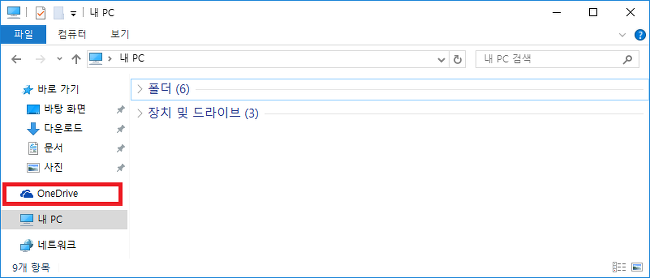 내 PC
파일 컴퓨터 보기
내 PC 내 PC 검색
바로 가기
바탕 화면
다운로드
문서
사진
OneDrive
내 PC
네트워크
폴더 (6)
장치 및 드라이브 (3)
9개 항목